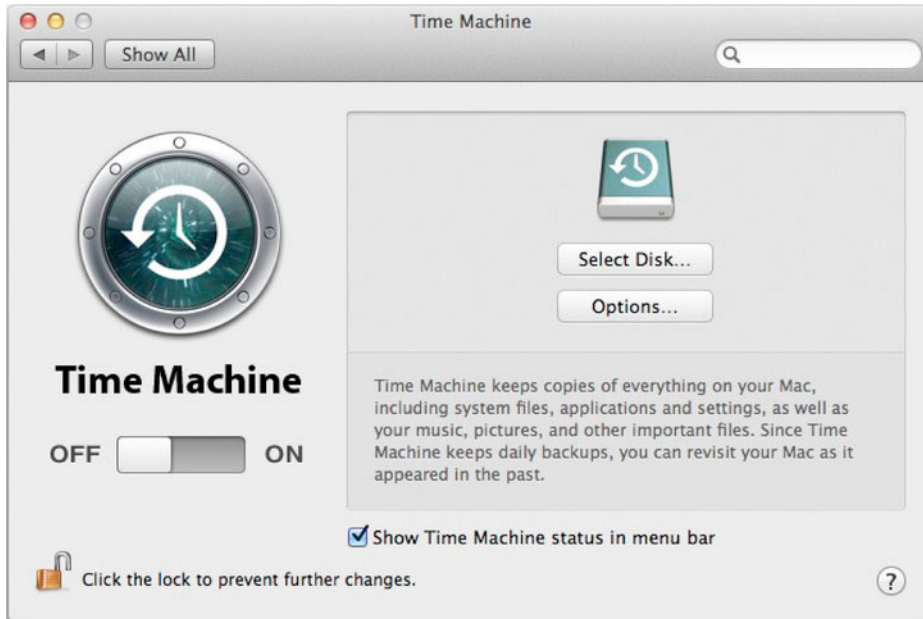 Time Machine
Show All
Select Disk...
Options...
Time Machine
Time Machine keeps copies of everything on your Mac,
including system files, applications and settings, as well as
your music, pictures, and other important files. Since Time
Machine keeps daily backups, you can revisit your Mac as it
appeared in the past.
OFF ON
Show Time Machine status in menu bar
Click the lock to prevent further changes.
?